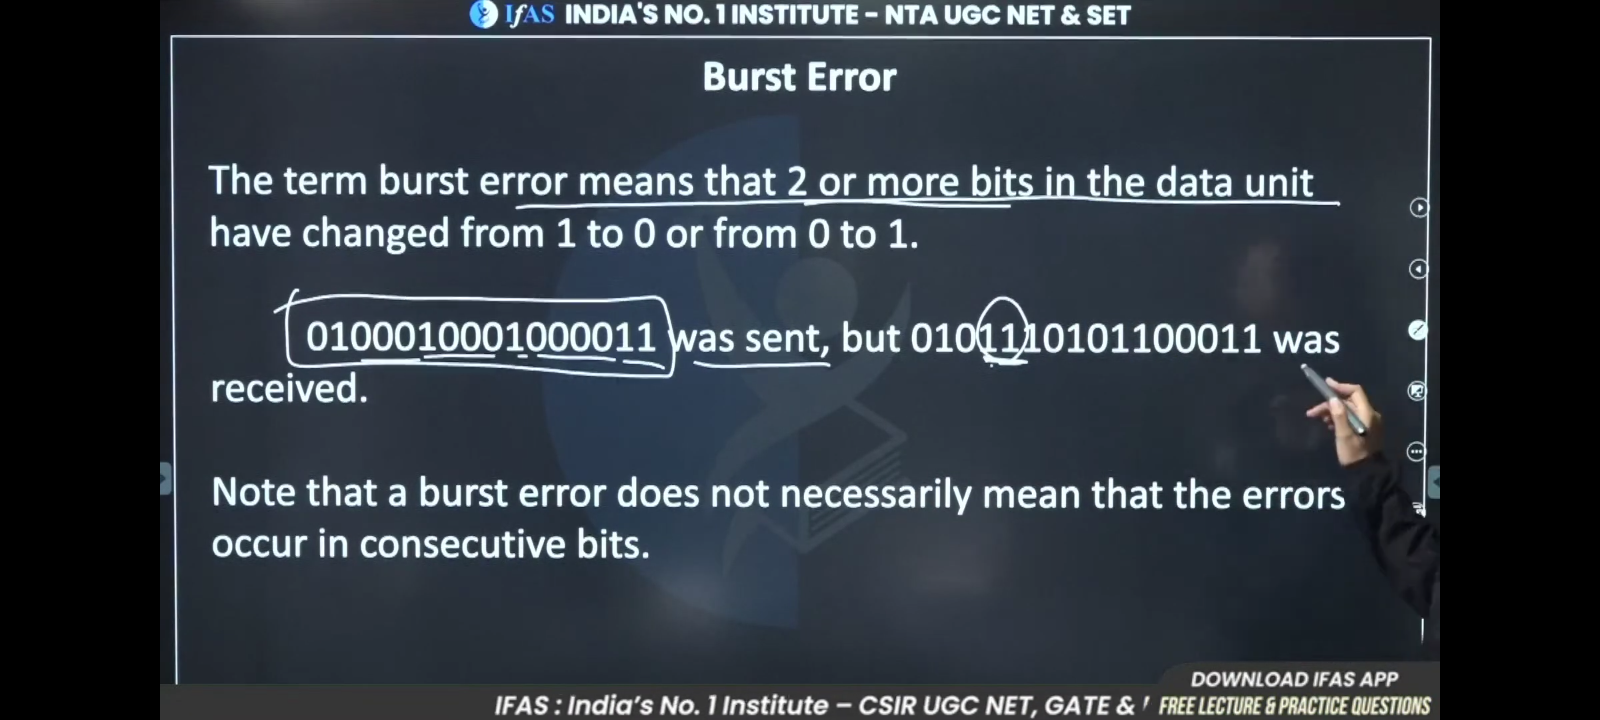 IfAS INDIA'S NO. 1 INSTITUTE – NTA UGC NET & SET
Burst Error
The term burst error means that 2 or more bits in the data unit
have changed from 1 to 0 or from 0 to 1.
0100010001000011 was sent, but 0101110101100011 was
received.
Note that a burst error does not necessarily mean that the errors
occur in consecutive bits.
DOWNLOAD IFAS APP
IFAS : India's No. 1 Institute – CSIR UGC NET, GATE &
FREE LECTURE & PRACTICE QUESTIONS